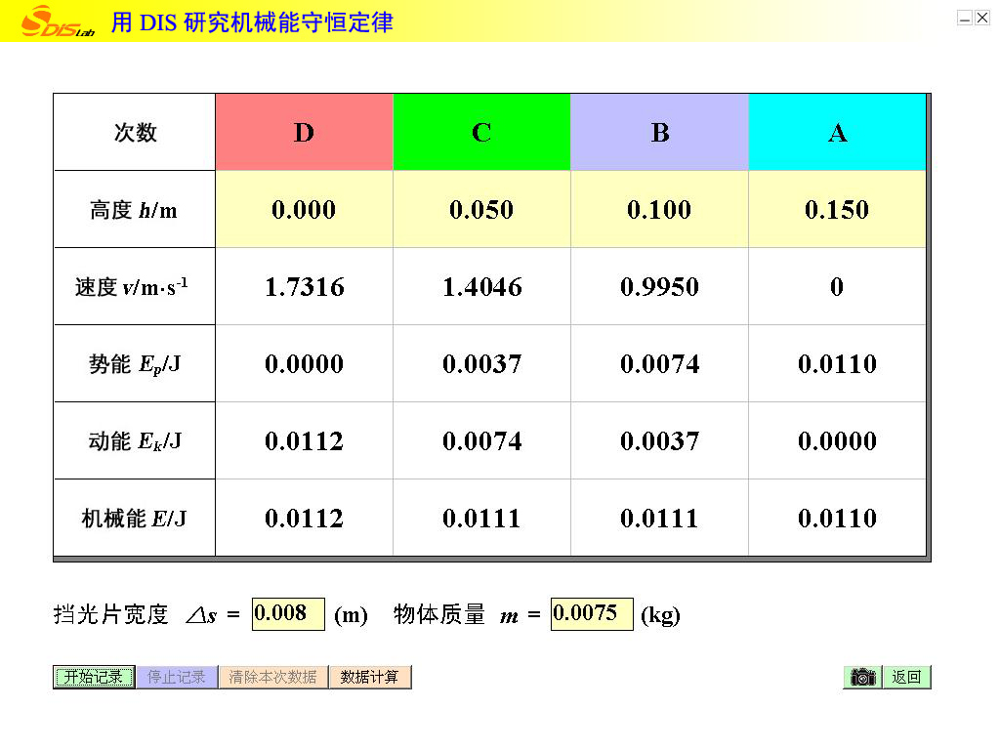 DISLab 用 DIS 研究机械能守恒定律
次数 D C B A
高度 h/m 0.000 0.050 0.100 0.150
速度 v/m·s⁻¹ 1.7316 1.4046 0.9950 0
势能 Eₚ/J 0.0000 0.0037 0.0074 0.0110
动能 Eₖ/J 0.0112 0.0074 0.0037 0.0000
机械能 E/J 0.0112 0.0111 0.0111 0.0110
挡光片宽度 △s = 0.008 (m) 物体质量 m = 0.0075 (kg)
开始记录 停止记录 清除本次数据 数据计算 返回